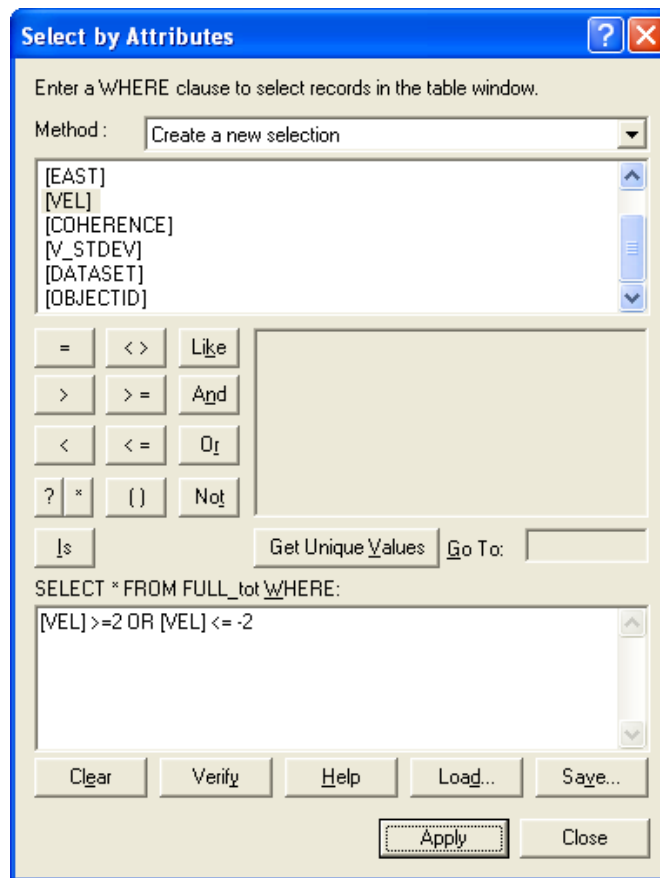 Select by Attributes
Enter a WHERE clause to select records in the table window.
Method : Create a new selection
[EAST]
[VEL]
[COHERENCE]
[V_STDEV]
[DATASET]
[OBJECTID]
= < > Like
> > = And
< < = Or
? * ( ) Not
Is Get Unique Values Go To:
SELECT * FROM FULL_tot WHERE:
[VEL] >=2 OR [VEL] <= -2
Clear Verify Help Load... Save...
Apply Close